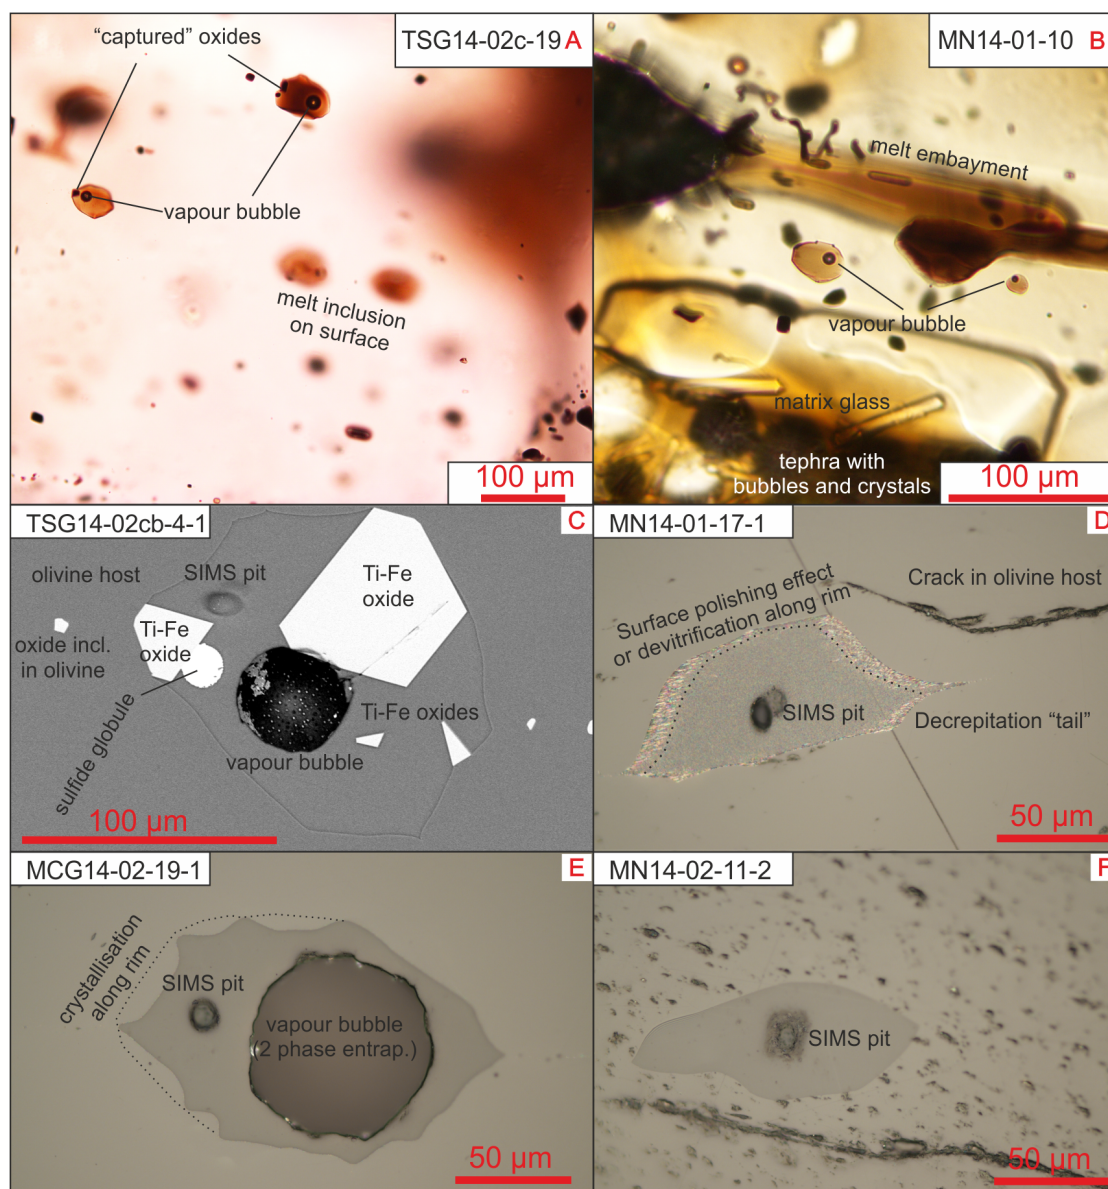 TSG14-02c-19 A
"captured" oxides
vapour bubble
melt inclusion
on surface
100 µm
MN14-01-10 B
melt embayment
vapour bubble
matrix glass
tephra with
bubbles and crystals
100 µm
TSG14-02cb-4-1 C
olivine host
SIMS pit
Ti-Fe
oxide
Ti-Fe
oxide
oxide incl.
in olivine
sulfide globule
Ti-Fe oxides
vapour bubble
100 µm
MN14-01-17-1 D
Surface polishing effect
or devitrification along rim
Crack in olivine host
SIMS pit
Decrepitation "tail"
50 µm
MCG14-02-19-1 E
crystallisation
along rim
SIMS pit
vapour bubble
(2 phase entrap.)
50 µm
MN14-02-11-2 F
SIMS pit
50 µm